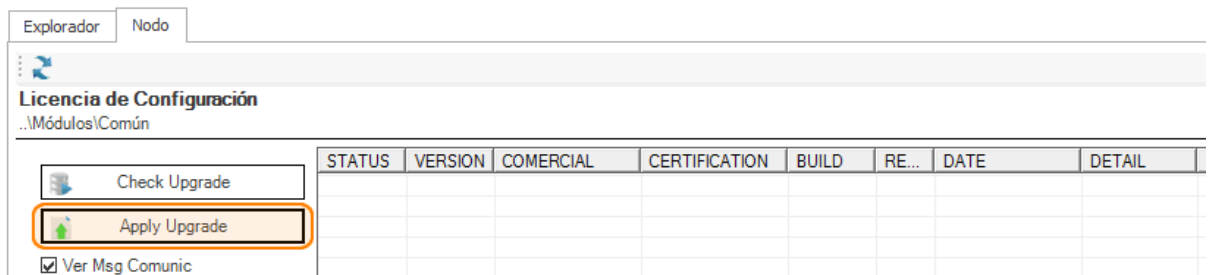 Explorador Nodo
Licencia de Configuración
..\Módulos\Común
STATUS VERSION COMERCIAL CERTIFICATION BUILD RE... DATE DETAIL
Check Upgrade
Apply Upgrade
Ver Msg Comunic